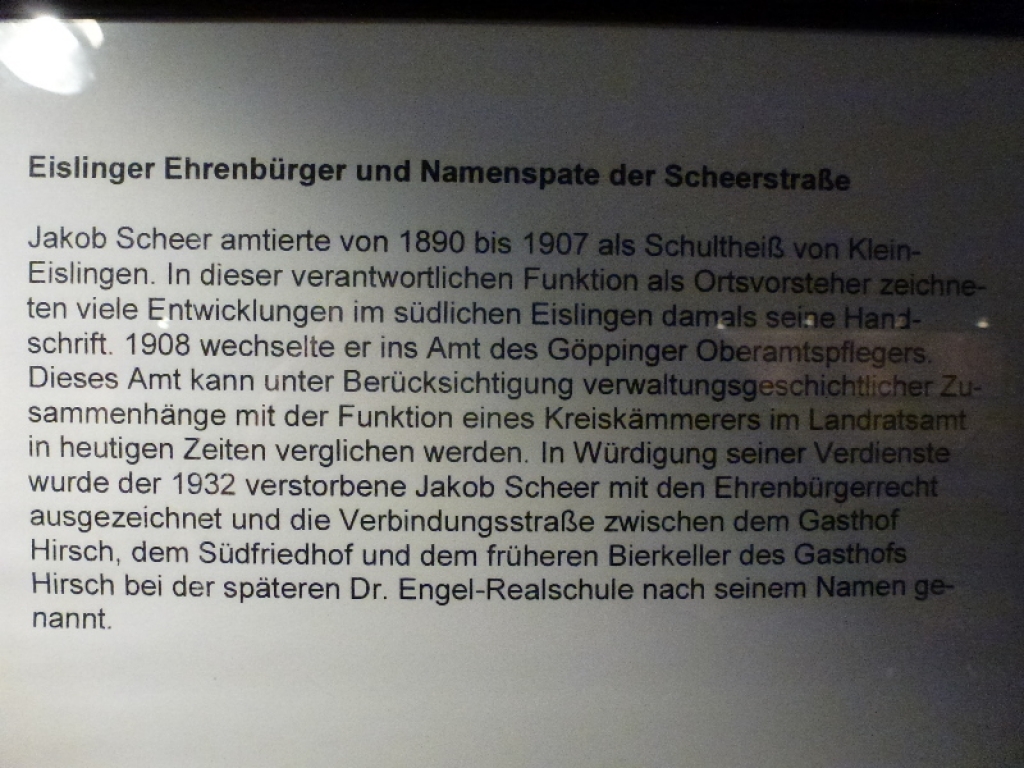 Eislinger Ehrenbürger und Namenspate der Scheerstraße
Jakob Scheer amtierte von 1890 bis 1907 als Schultheiß von Klein-
Eislingen. In dieser verantwortlichen Funktion als Ortsvorsteher zeichne-
ten viele Entwicklungen im südlichen Eislingen damals seine Hand-
schrift. 1908 wechselte er ins Amt des Göppinger Oberamtspflegers.
Dieses Amt kann unter Berücksichtigung verwaltungsgeschichtlicher Zu-
sammenhänge mit der Funktion eines Kreiskämmerers im Landratsamt
in heutigen Zeiten verglichen werden. In Würdigung seiner Verdienste
wurde der 1932 verstorbene Jakob Scheer mit den Ehrenbürgerrecht
ausgezeichnet und die Verbindungsstraße zwischen dem Gasthof
Hirsch, dem Südfriedhof und dem früheren Bierkeller des Gasthofs
Hirsch bei der späteren Dr. Engel-Realschule nach seinem Namen ge-
nannt.